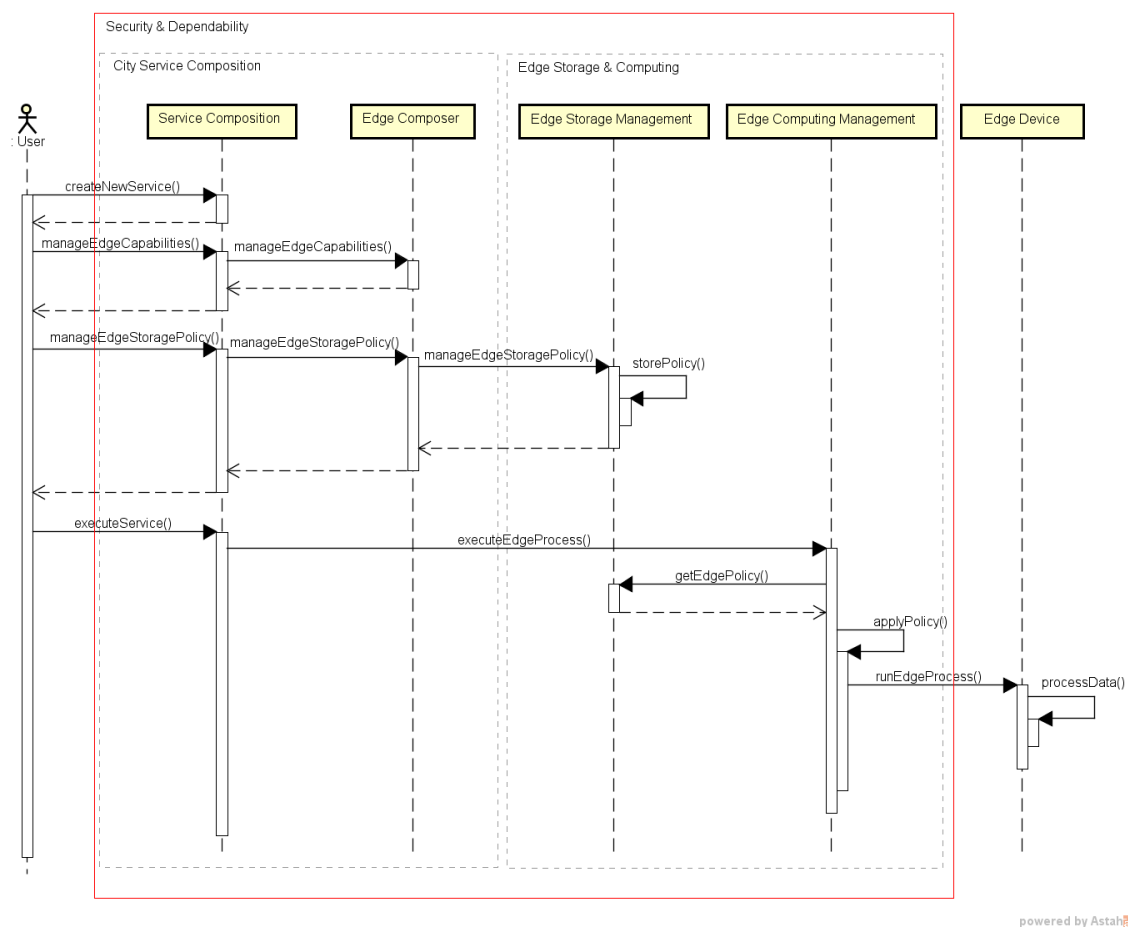 Security & Dependability
City Service Composition
Edge Storage & Computing
: User
Service Composition
Edge Composer
Edge Storage Management
Edge Computing Management
Edge Device
createNewService()
manageEdgeCapabilities()
manageEdgeCapabilities()
manageEdgeStoragePolicy()
manageEdgeStoragePolicy()
manageEdgeStoragePolicy()
storePolicy()
executeService()
executeEdgeProcess()
getEdgePolicy()
applyPolicy()
runEdgeProcess()
processData()
powered by Astah